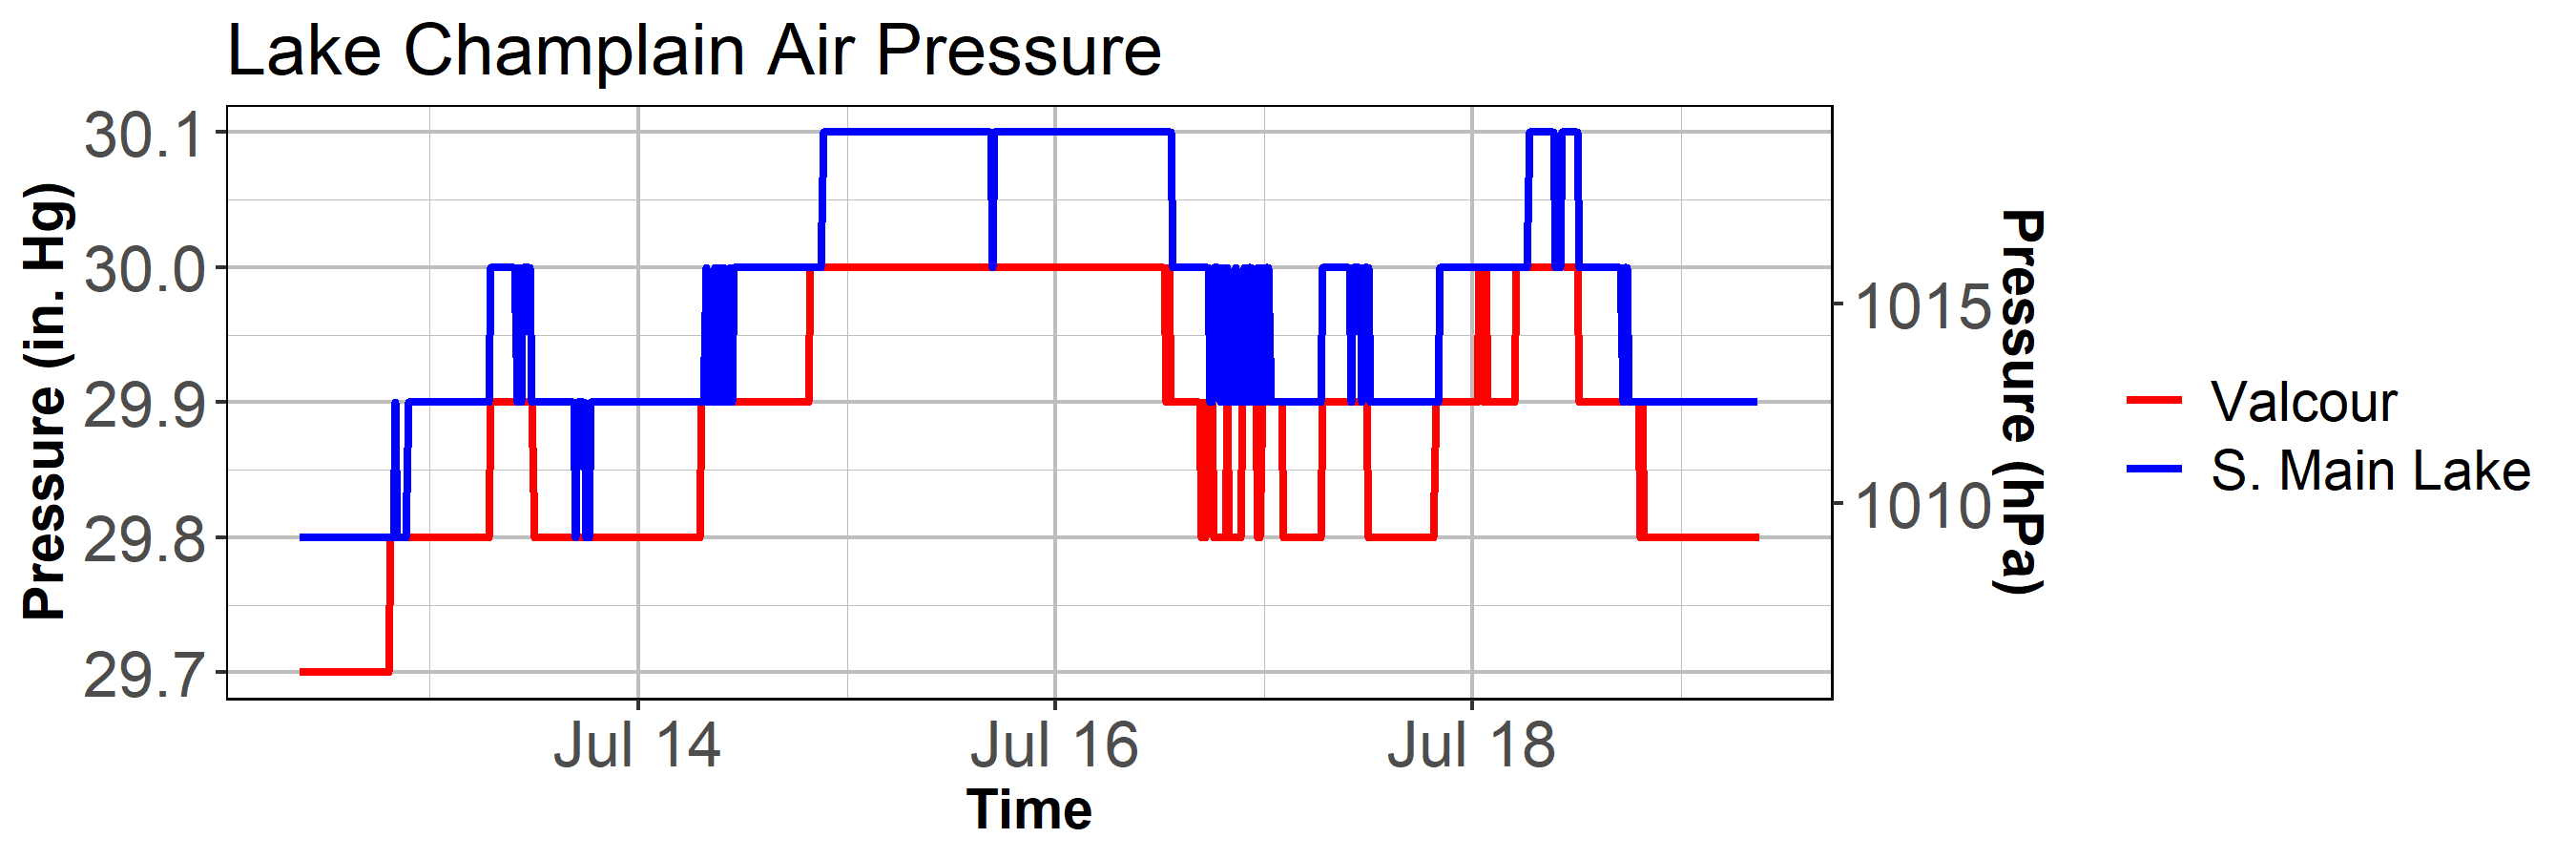 Lake Champlain Air Pressure
Pressure (in. Hg)
30.1
30.0
29.9
29.8
29.7
Jul 14 Jul 16 Jul 18
Time
1015
1010
Pressure (hPa)
Valcour
S. Main Lake